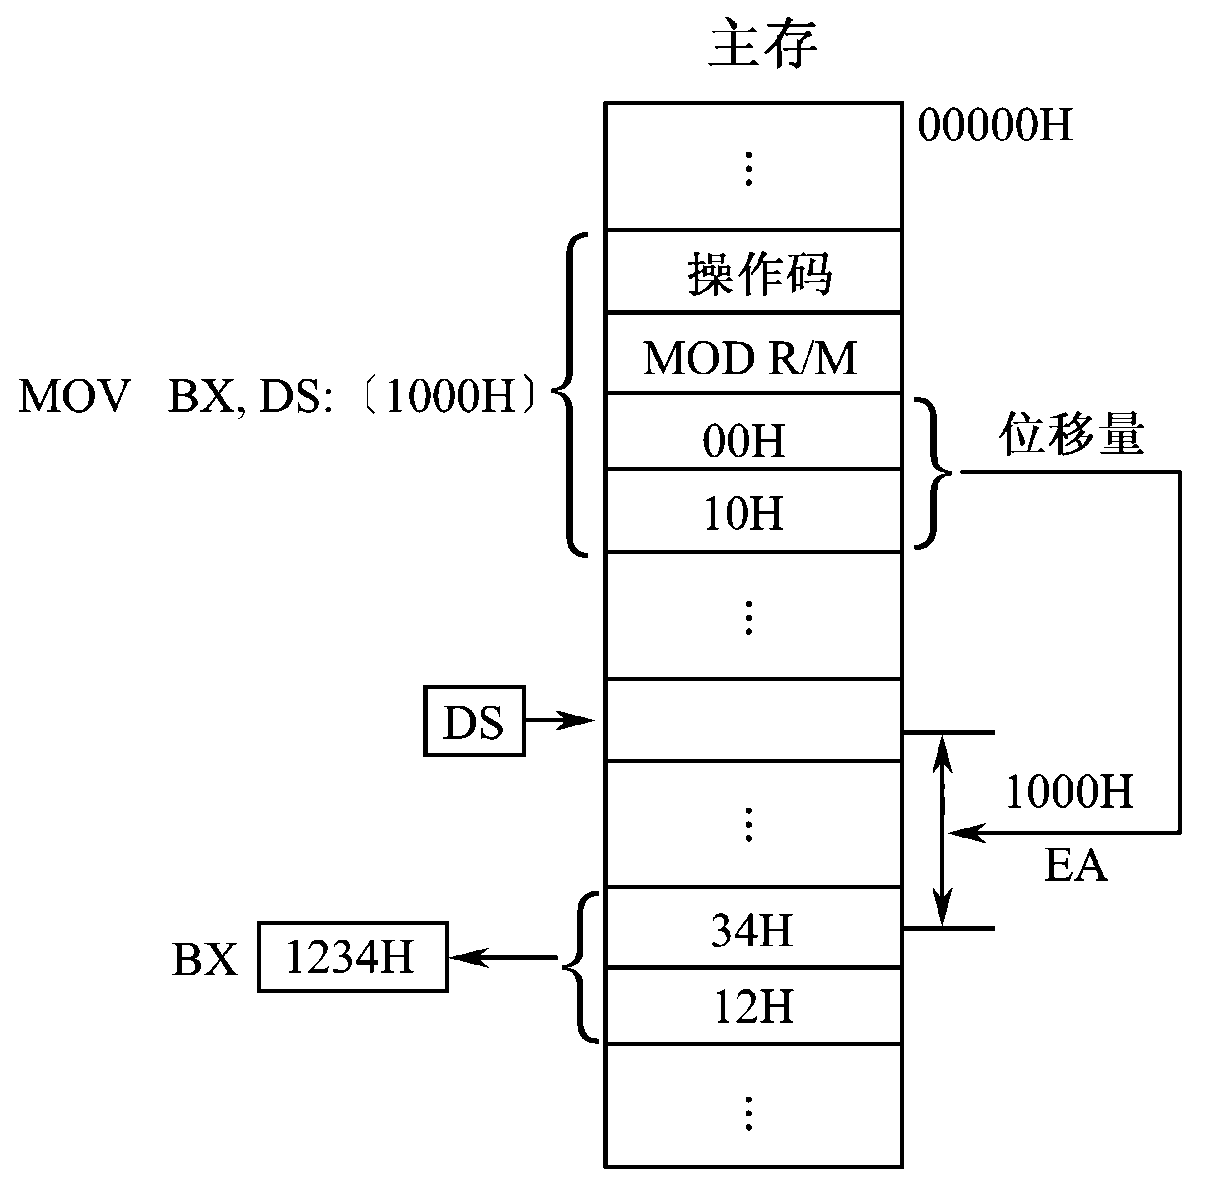 主存
00000H
⋮
操作码
MOD R/M
MOV BX, DS:〔1000H〕
00H
位移量
10H
⋮
DS
1000H
⋮
EA
34H
BX 1234H
12H
⋮